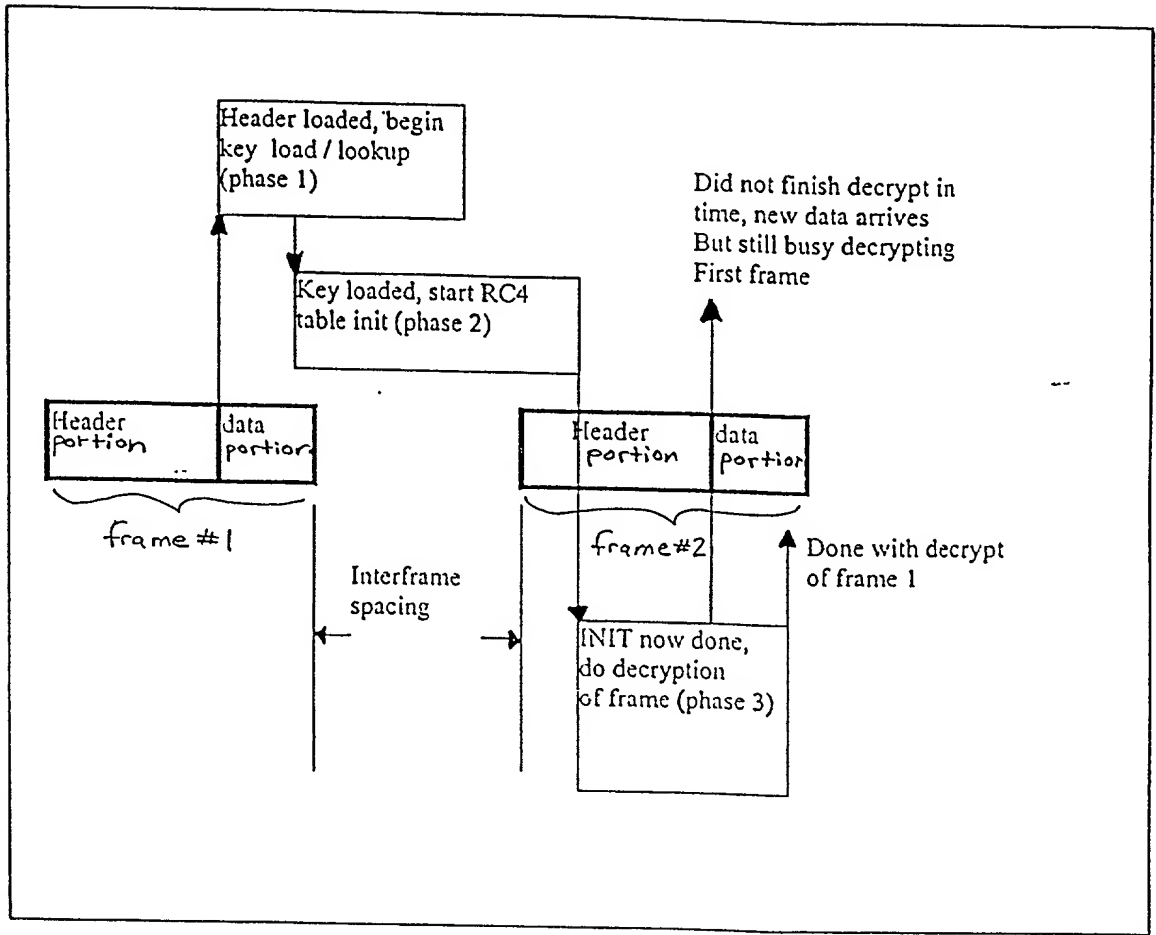 Header loaded, begin
key load / lookup
(phase 1)
Did not finish decrypt in
time, new data arrives
But still busy decrypting
First frame
Key loaded, start RC4
table init (phase 2)
Header
portion
data
portion
Header
portion
data
portion
frame #1
frame #2
Interframe
spacing
Done with decrypt
of frame 1
INIT now done,
do decryption
of frame (phase 3)